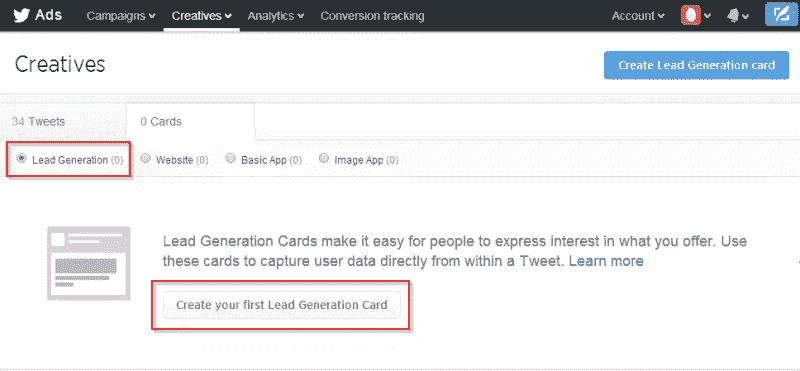 Ads Campaigns Creatives Analytics Conversion tracking Account
Creatives
Create Lead Generation card
34 Tweets 0 Cards
Lead Generation (0) Website (0) Basic App (0) Image App (0)
Lead Generation Cards make it easy for people to express interest in what you offer. Use
these cards to capture user data directly from within a Tweet. Learn more
Create your first Lead Generation Card